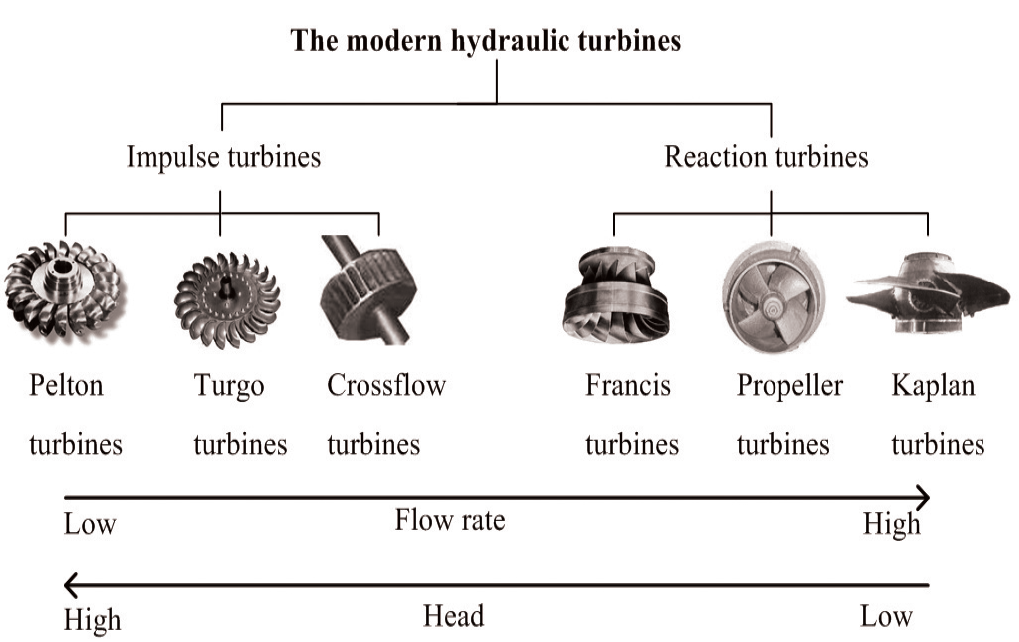 The modern hydraulic turbines
Impulse turbines
Reaction turbines
Pelton
turbines
Turgo
turbines
Crossflow
turbines
Francis
turbines
Propeller
turbines
Kaplan
turbines
Low
Flow rate
High
High
Head
Low